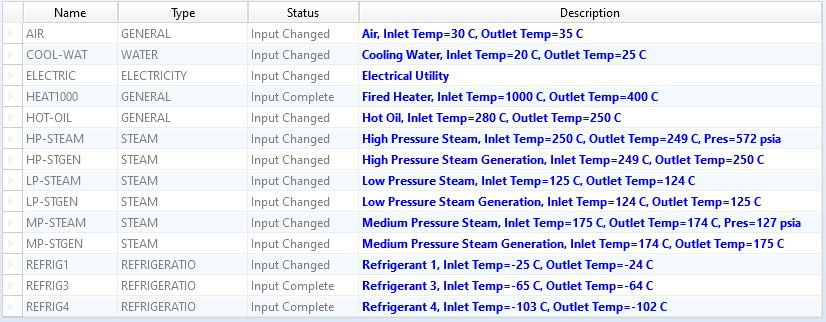 Name Type Status Description
AIR GENERAL Input Changed Air, Inlet Temp=30 C, Outlet Temp=35 C
COOL-WAT WATER Input Changed Cooling Water, Inlet Temp=20 C, Outlet Temp=25 C
ELECTRIC ELECTRICITY Input Changed Electrical Utility
HEAT1000 GENERAL Input Complete Fired Heater, Inlet Temp=1000 C, Outlet Temp=400 C
HOT-OIL GENERAL Input Changed Hot Oil, Inlet Temp=280 C, Outlet Temp=250 C
HP-STEAM STEAM Input Changed High Pressure Steam, Inlet Temp=250 C, Outlet Temp=249 C, Pres=572 psia
HP-STGEN STEAM Input Changed High Pressure Steam Generation, Inlet Temp=249 C, Outlet Temp=250 C
LP-STEAM STEAM Input Changed Low Pressure Steam, Inlet Temp=125 C, Outlet Temp=124 C
LP-STGEN STEAM Input Changed Low Pressure Steam Generation, Inlet Temp=124 C, Outlet Temp=125 C
MP-STEAM STEAM Input Changed Medium Pressure Steam, Inlet Temp=175 C, Outlet Temp=174 C, Pres=127 psia
MP-STGEN STEAM Input Changed Medium Pressure Steam Generation, Inlet Temp=174 C, Outlet Temp=175 C
REFRIG1 REFRIGERATIO Input Changed Refrigerant 1, Inlet Temp=-25 C, Outlet Temp=-24 C
REFRIG3 REFRIGERATIO Input Complete Refrigerant 3, Inlet Temp=-65 C, Outlet Temp=-64 C
REFRIG4 REFRIGERATIO Input Complete Refrigerant 4, Inlet Temp=-103 C, Outlet Temp=-102 C